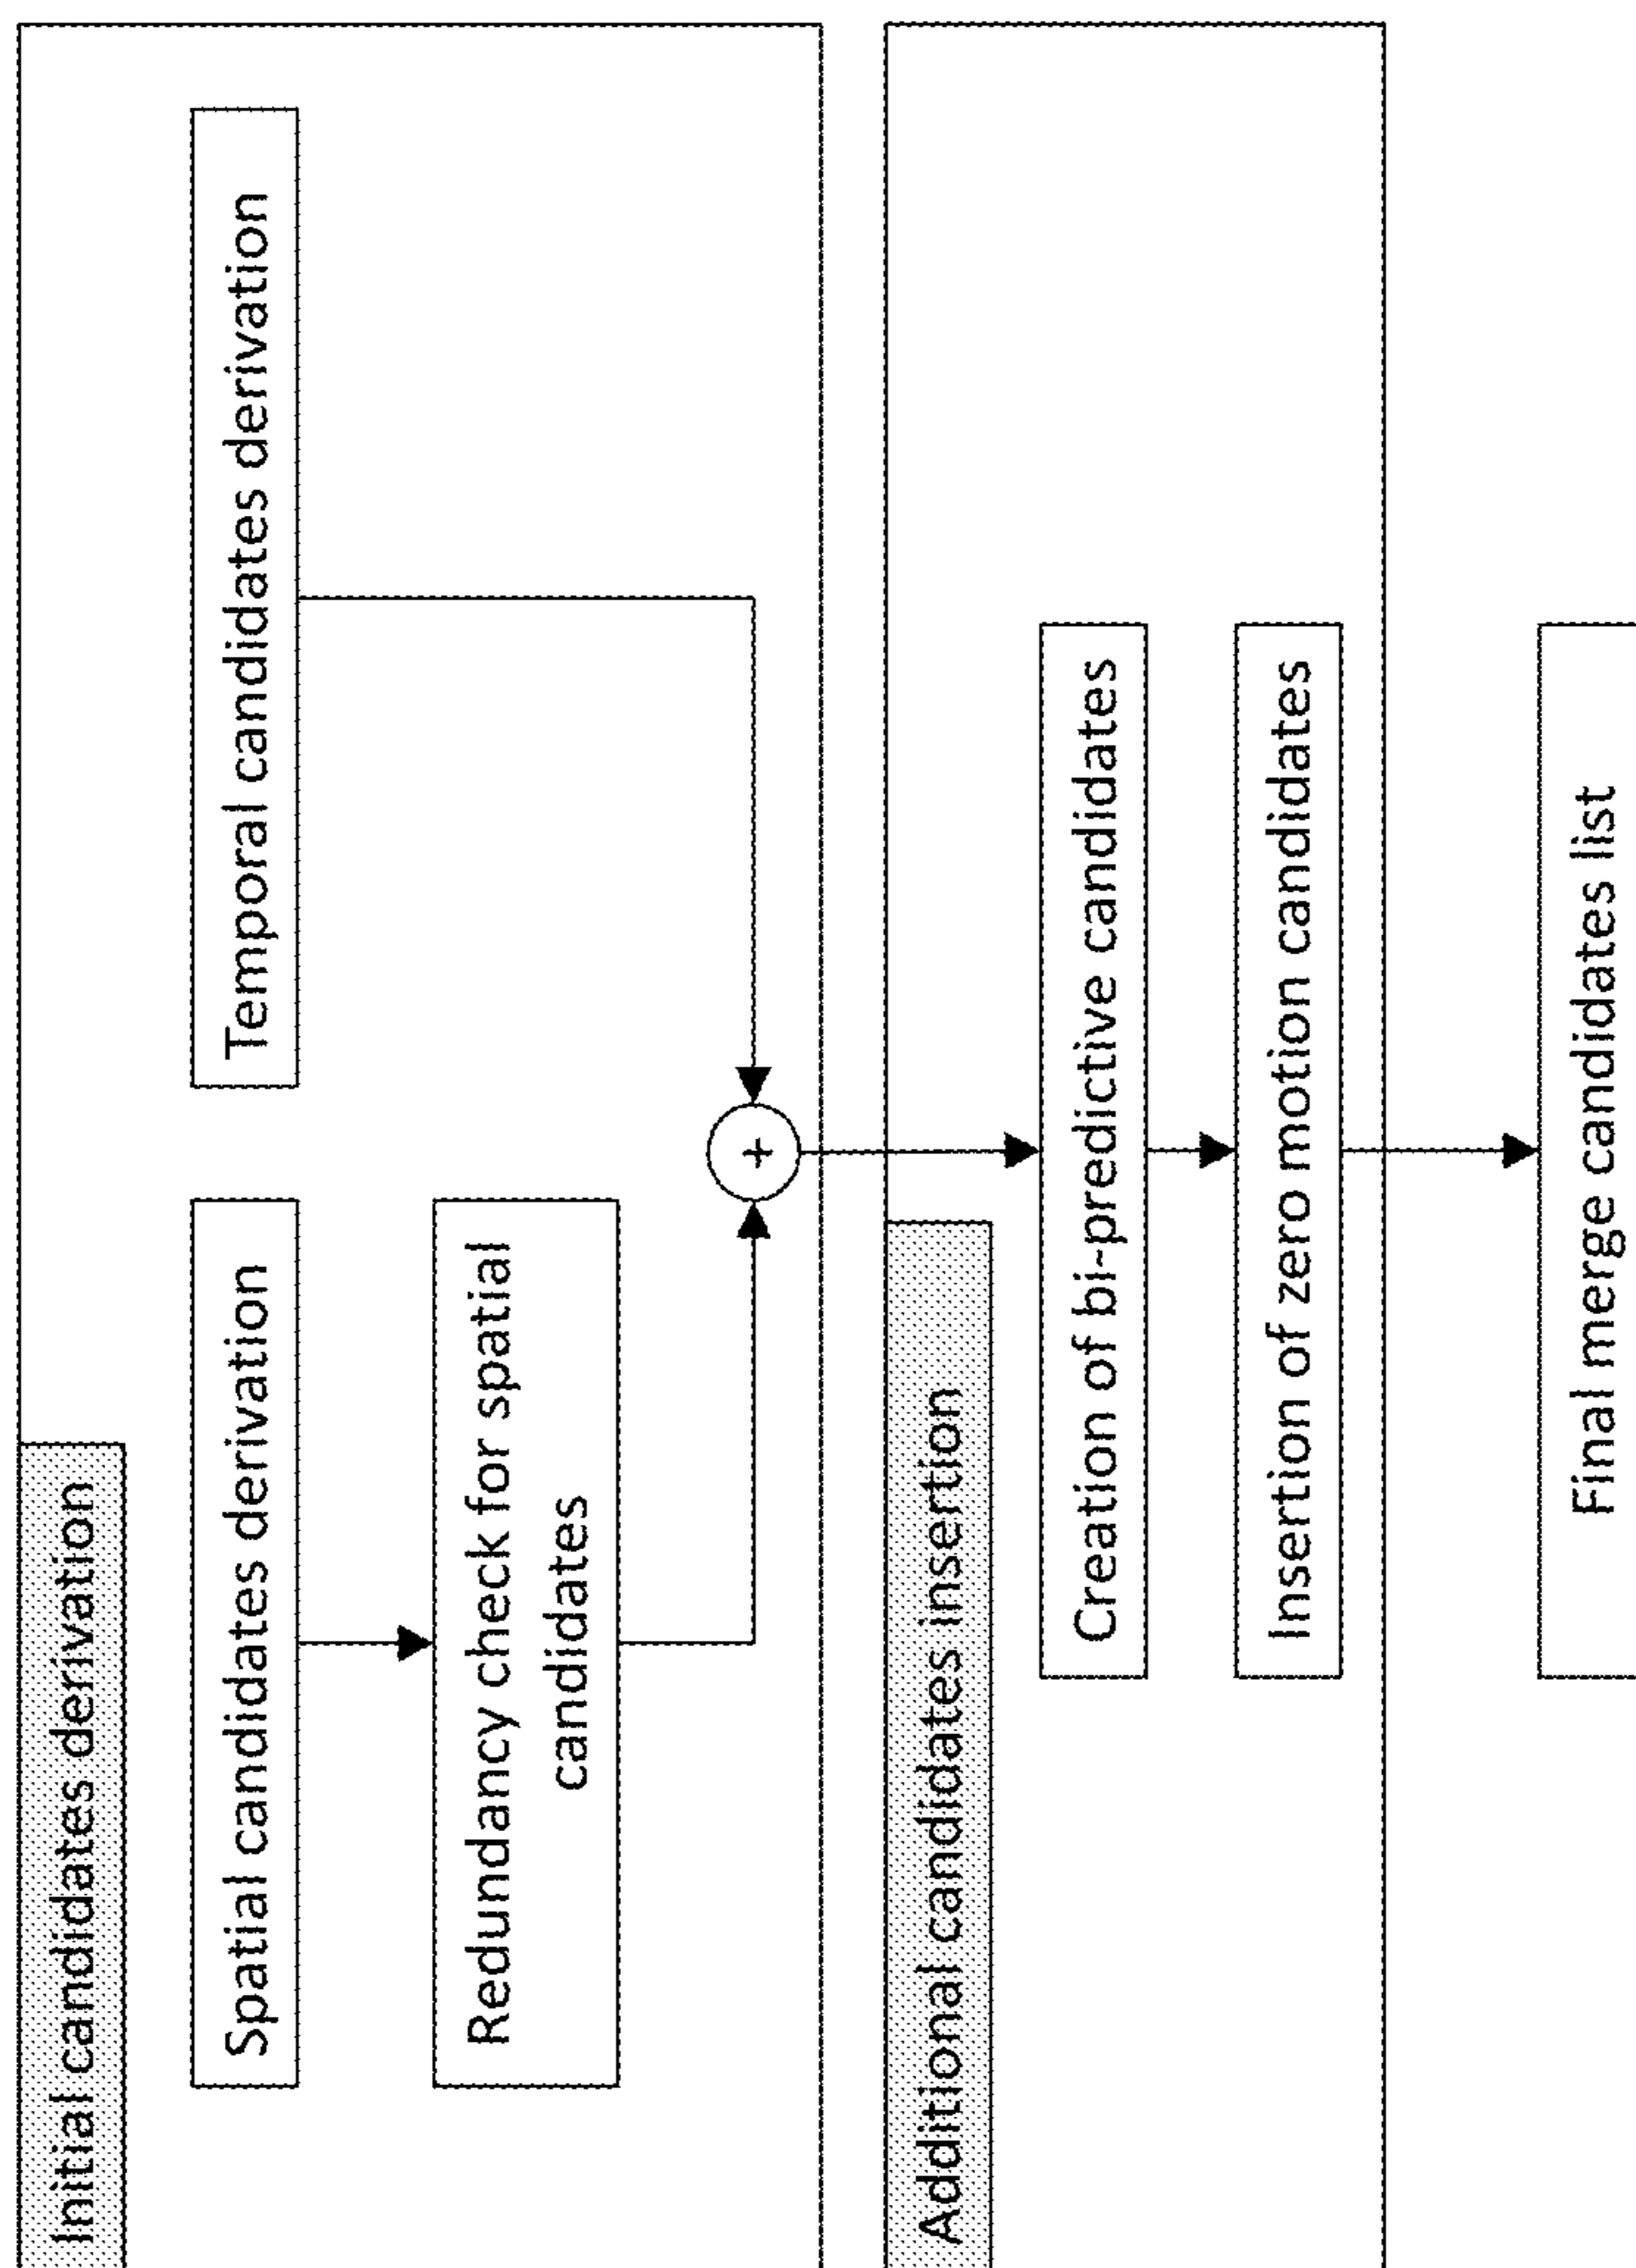 Initial candidates derivation
Spatial candidates derivation
Temporal candidates derivation
Redundancy check for spatial
candidates
+
Additional candidates insertion
Creation of bi-predictive candidates
Insertion of zero motion candidates
Final merge candidates list